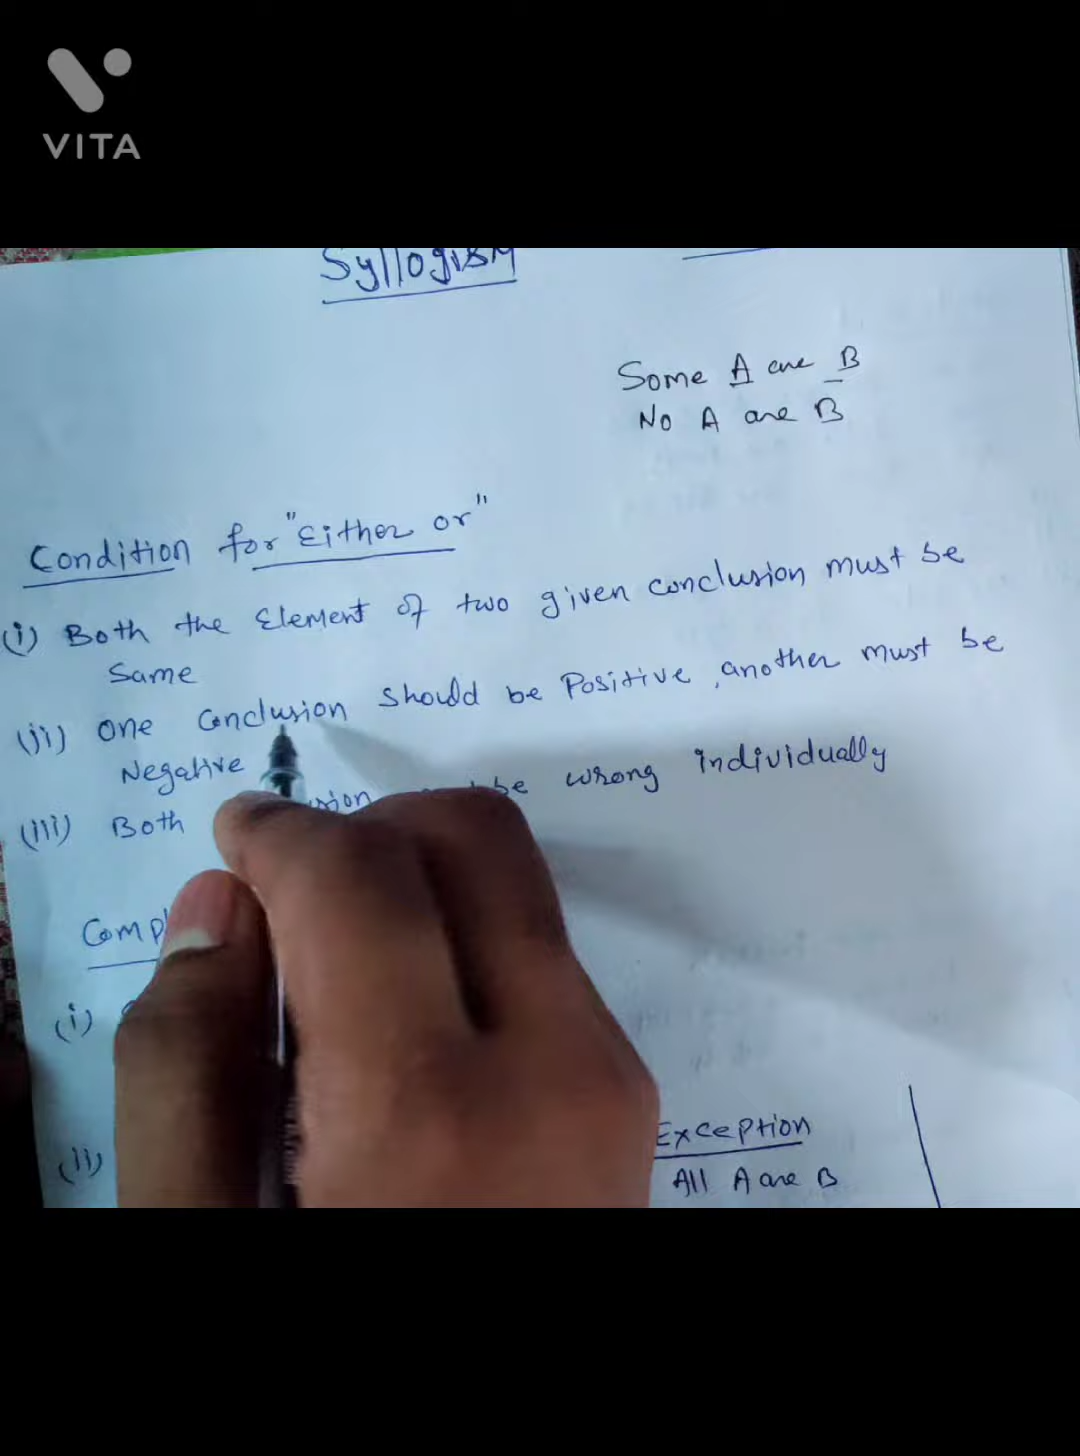 VITA
Syllogism
Some A are B
No A are B
Condition for "Either or"
(i) Both the Element of two given conclusion must be
Same
(ii) One Conclusion should be Positive, another must be
Negative
(iii) Both be wrong individually
(i)
(ii)
Exception
All A are B